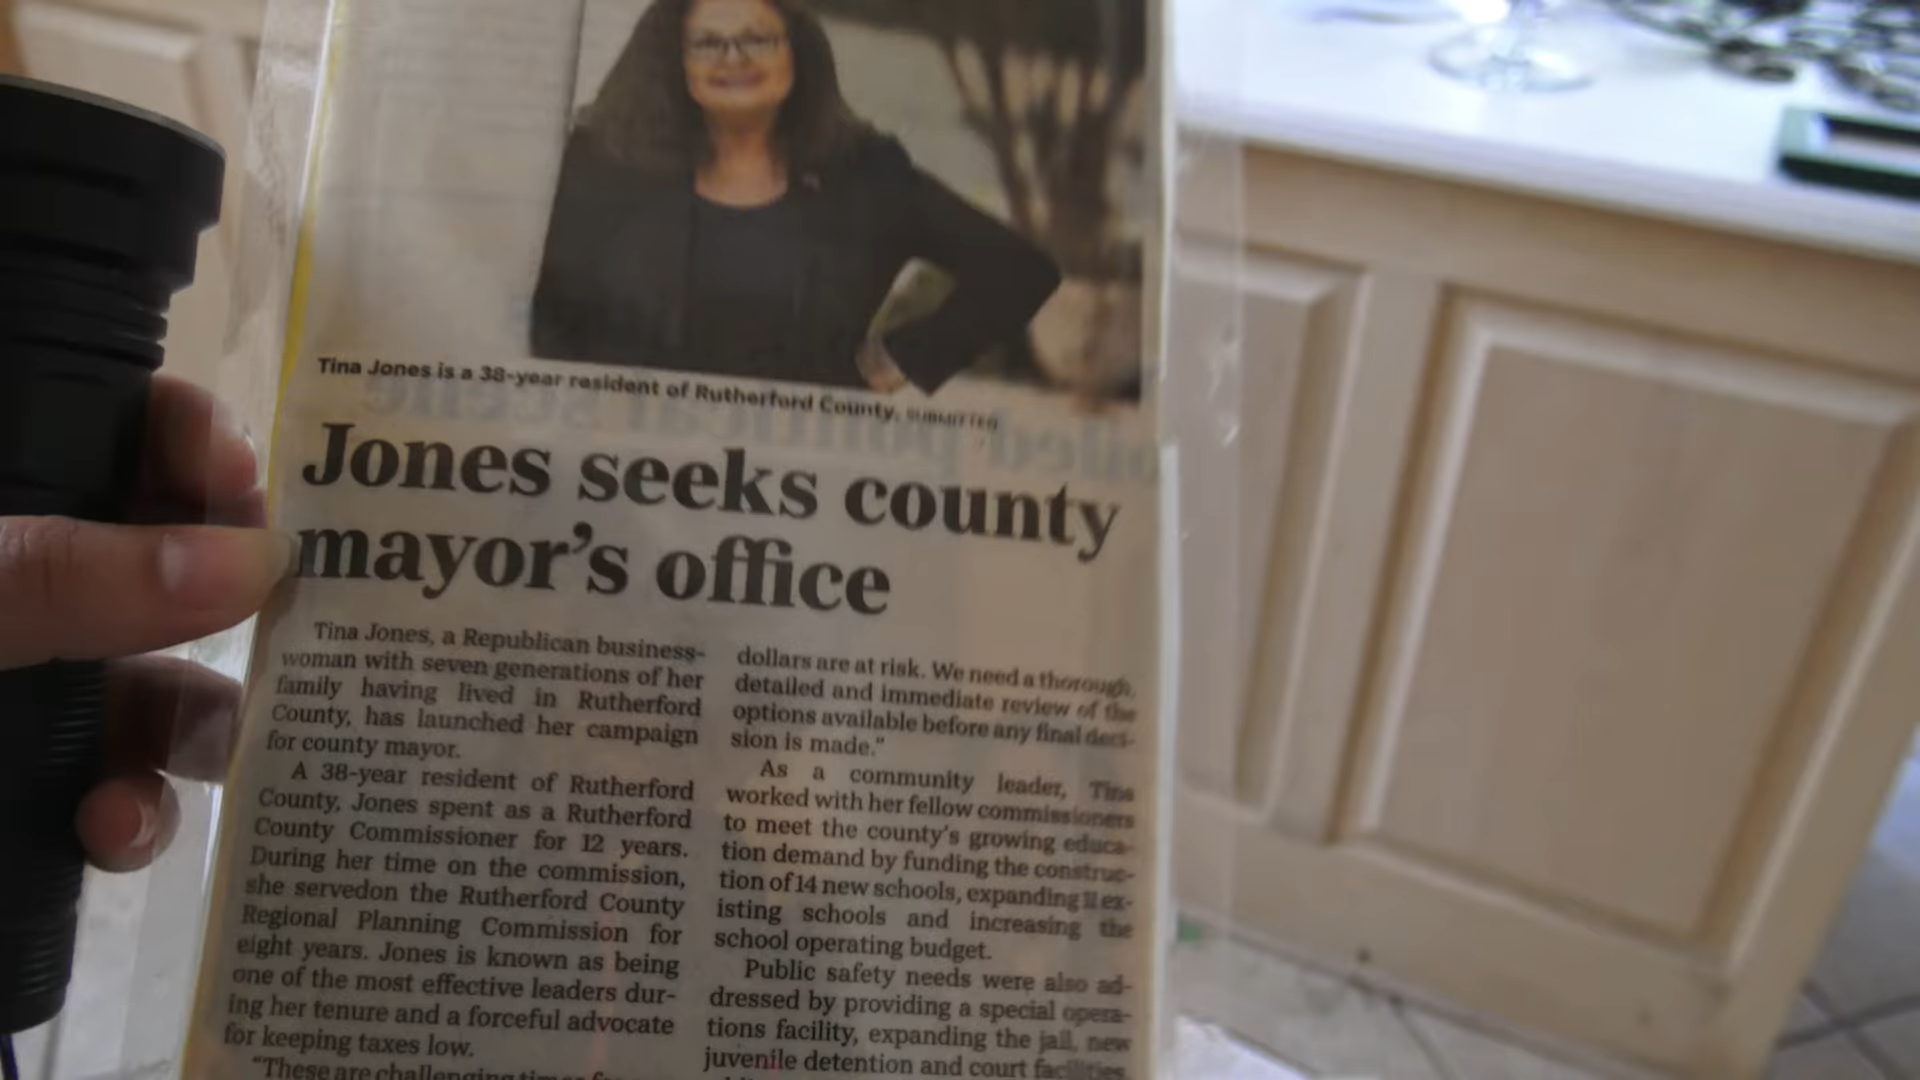 Tina Jones is a 38-year resident of Rutherford County. SUBMITTED
Jones seeks county
mayor's office
Tina Jones, a Republican business-
woman with seven generations of her
family having lived in Rutherford
County, has launched her campaign
for county mayor.
A 38-year resident of Rutherford
County, Jones spent as a Rutherford
County Commissioner for 12 years.
During her time on the commission,
she servedon the Rutherford County
Regional Planning Commission for
eight years. Jones is known as being
one of the most effective leaders dur-
ing her tenure and a forceful advocate
for keeping taxes low.
"These are challenging times
dollars are at risk. We need a thorough,
detailed and immediate review of the
options available before any final deci-
sion is made."
As a community leader, Tina
worked with her fellow commissioners
to meet the county's growing educa-
tion demand by funding the construc-
tion of 14 new schools, expanding 11 ex-
isting schools and increasing the
school operating budget.
Public safety needs were also ad-
dressed by providing a special opera-
tions facility, expanding the jail, new
juvenile detention and court facilities,